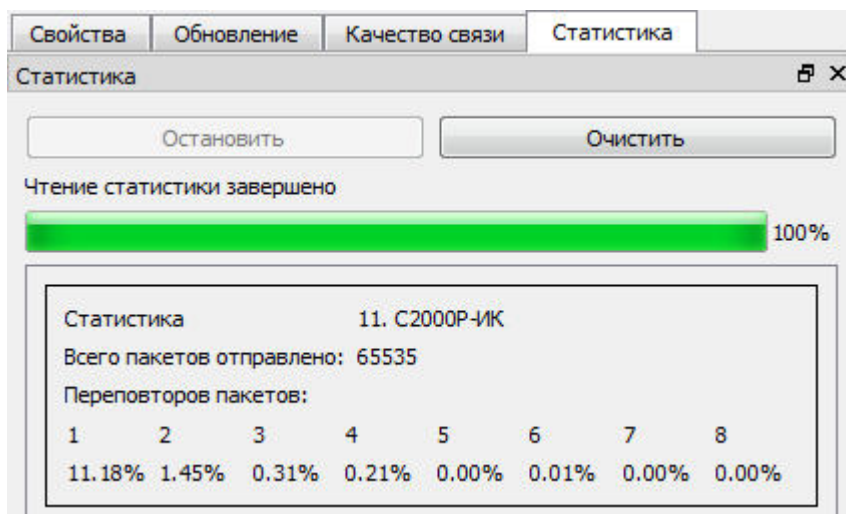 Свойства Обновление Качество связи Статистика
Статистика
Остановить Очистить
Чтение статистики завершено
100%
Статистика 11. С2000Р-ИК
Всего пакетов отправлено: 65535
Переповторов пакетов:
1 2 3 4 5 6 7 8
11.18% 1.45% 0.31% 0.21% 0.00% 0.01% 0.00% 0.00%